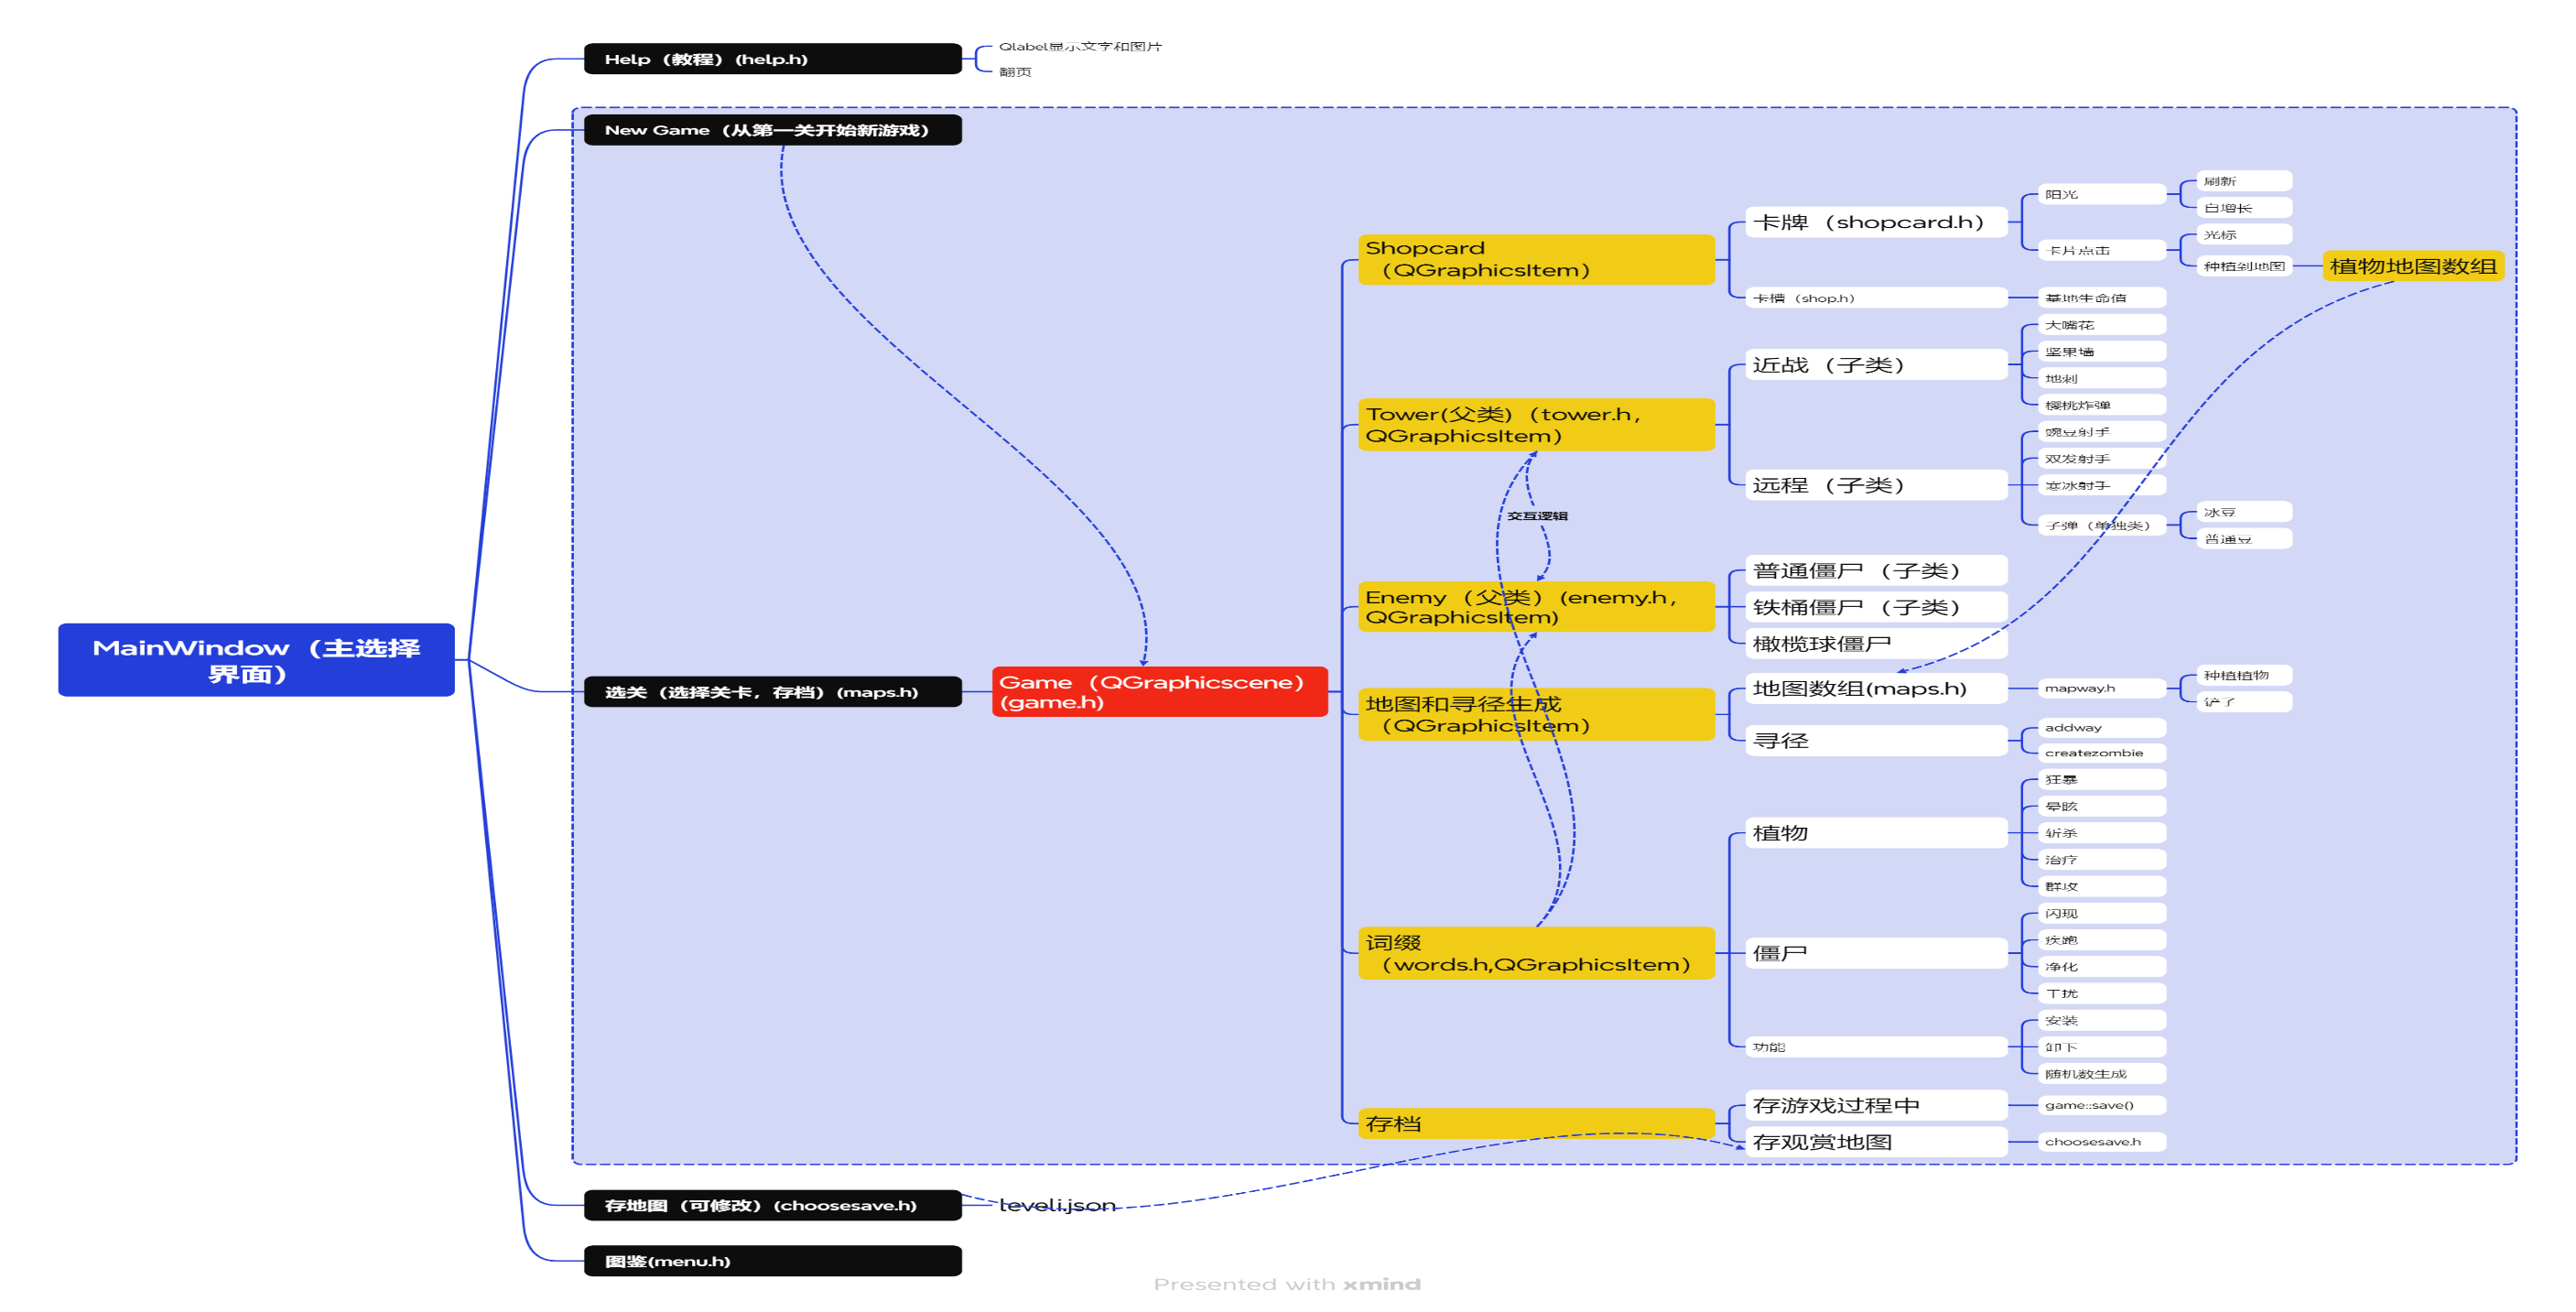 Help（教程）(help.h)
Qlabel显示文字和图片
翻页
New Game（从第一关开始新游戏）
MainWindow（主选择
界面）
选关（选择关卡，存档）(maps.h)
Game（QGraphicscene）
(game.h)
Shopcard
（QGraphicsItem）
卡牌（shopcard.h）
阳光
刷新
自增长
卡片点击
光标
种植到地图
植物地图数组
卡槽（shop.h）
基地生命值
Tower(父类)（tower.h，
QGraphicsItem）
近战（子类）
大嘴花
坚果墙
地刺
樱桃炸弹
远程（子类）
豌豆射手
双发射手
寒冰射手
子弹（单独类）
冰豆
普通豆
交互逻辑
Enemy（父类）(enemy.h，
QGraphicsItem)
普通僵尸（子类）
铁桶僵尸（子类）
橄榄球僵尸
地图和寻径生成
（QGraphicsItem）
地图数组(maps.h)
mapway.h
种植植物
铲子
寻径
addway
createzombie
词缀
（words.h,QGraphicsItem）
植物
狂暴
晕眩
斩杀
治疗
群攻
僵尸
闪现
疾跑
净化
干扰
功能
安装
卸下
随机数生成
存档
存游戏过程中
game::save()
存观赏地图
choosesave.h
存地图（可修改）(choosesave.h)
leveli.json
图鉴(menu.h)
Presented with xmind